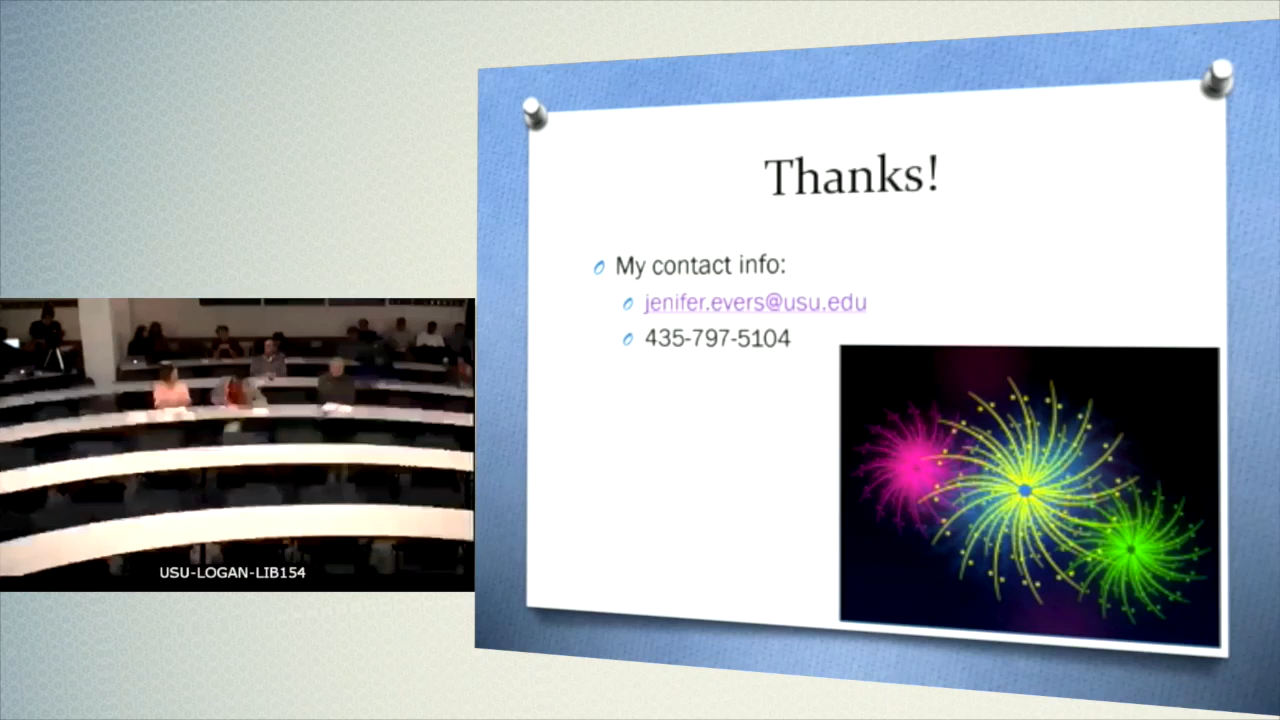 Thanks!
My contact info:
jenifer.evers@usu.edu
435-797-5104
USU-LOGAN-LIB154